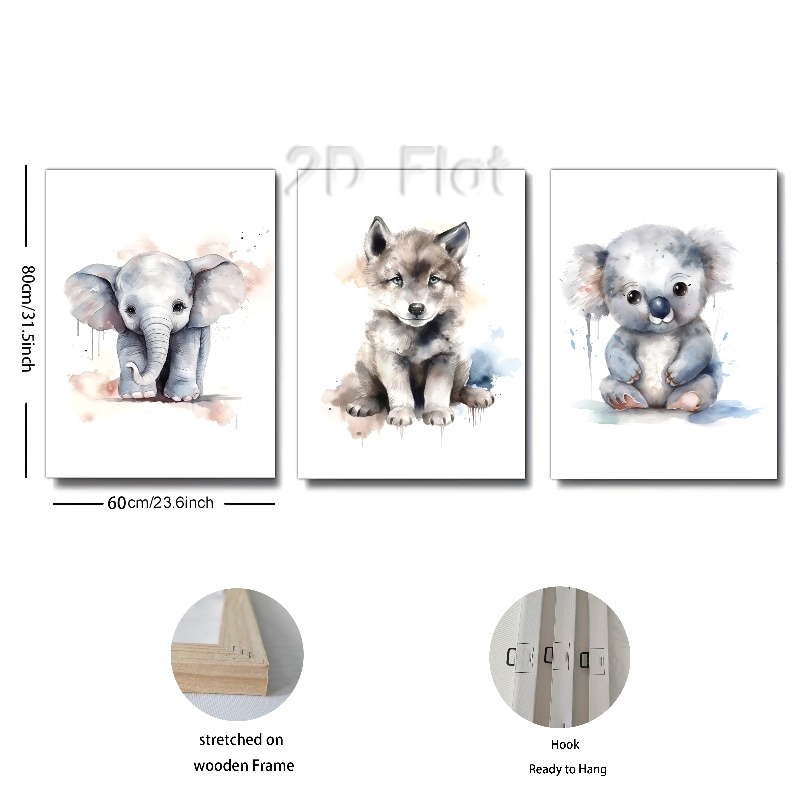 2D Flat
80cm/31.5inch
60cm/23.6inch
stretched on
wooden Frame
Hook
Ready to Hang